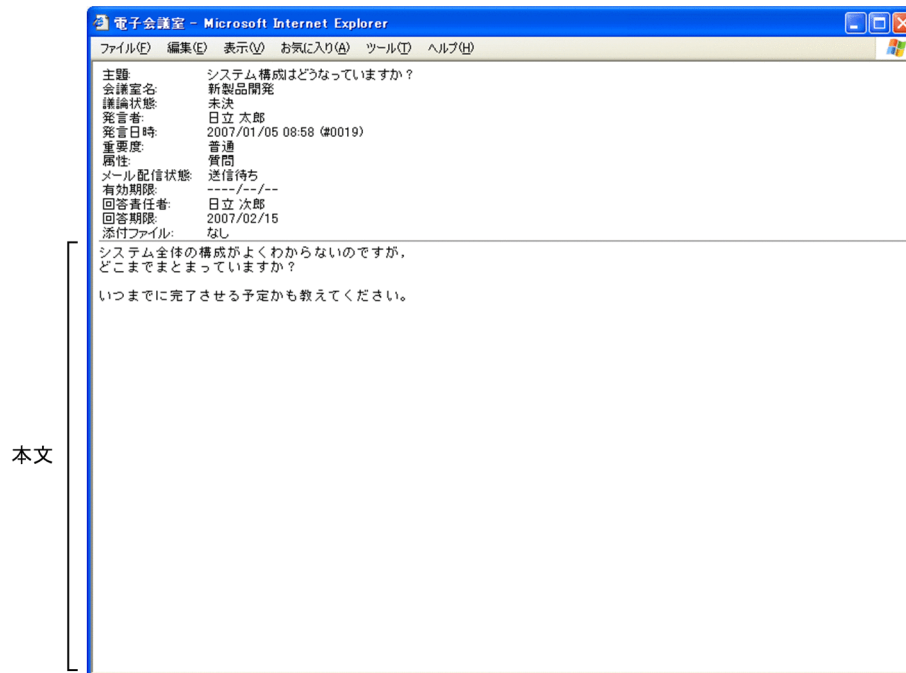 電子会議室 - Microsoft Internet Explorer
ファイル(F) 編集(E) 表示(V) お気に入り(A) ツール(T) ヘルプ(H)
主題: システム構成はどうなっていますか?
会議室名: 新製品開発
議論状態: 未決
発言者: 日立 太郎
発言日時: 2007/01/05 08:58 (#0019)
重要度: 普通
属性: 質問
メール配信状態: 送信待ち
有効期限: ----/--/--
回答責任者: 日立 次郎
回答期限: 2007/02/15
添付ファイル: なし
システム全体の構成がよくわからないのですが,
どこまでまとまっていますか?
いつまでに完了させる予定かも教えてください。
本文